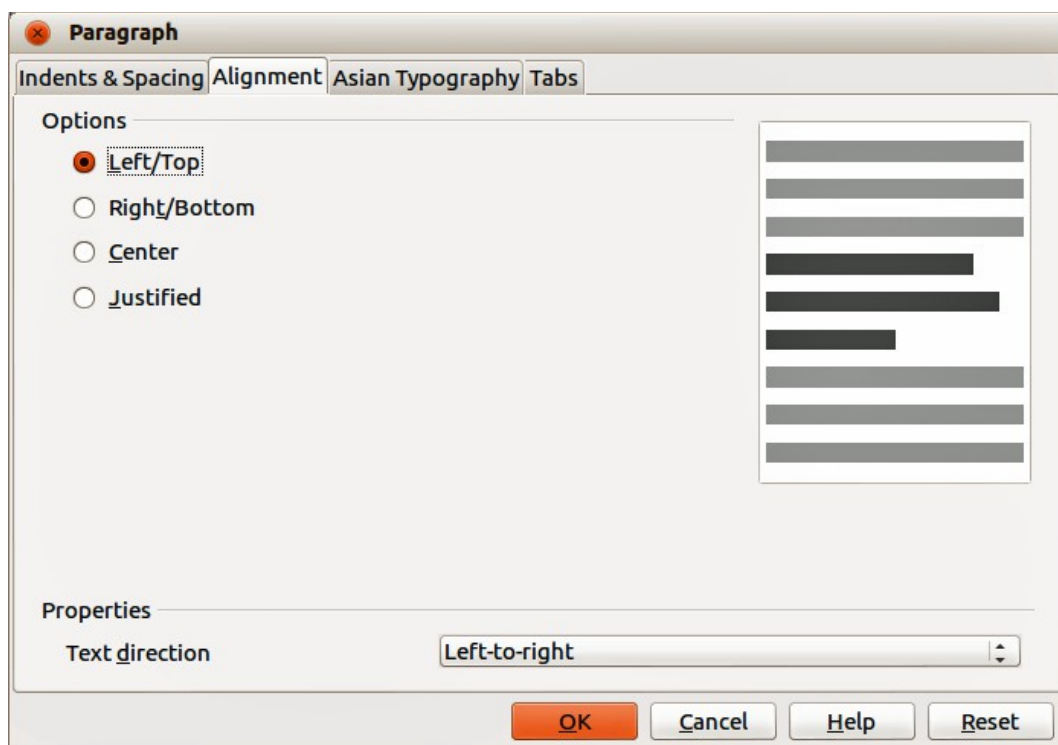 Paragraph
Indents & Spacing Alignment Asian Typography Tabs
Options
Left/Top
Right/Bottom
Center
Justified
Properties
Text direction Left-to-right
OK Cancel Help Reset